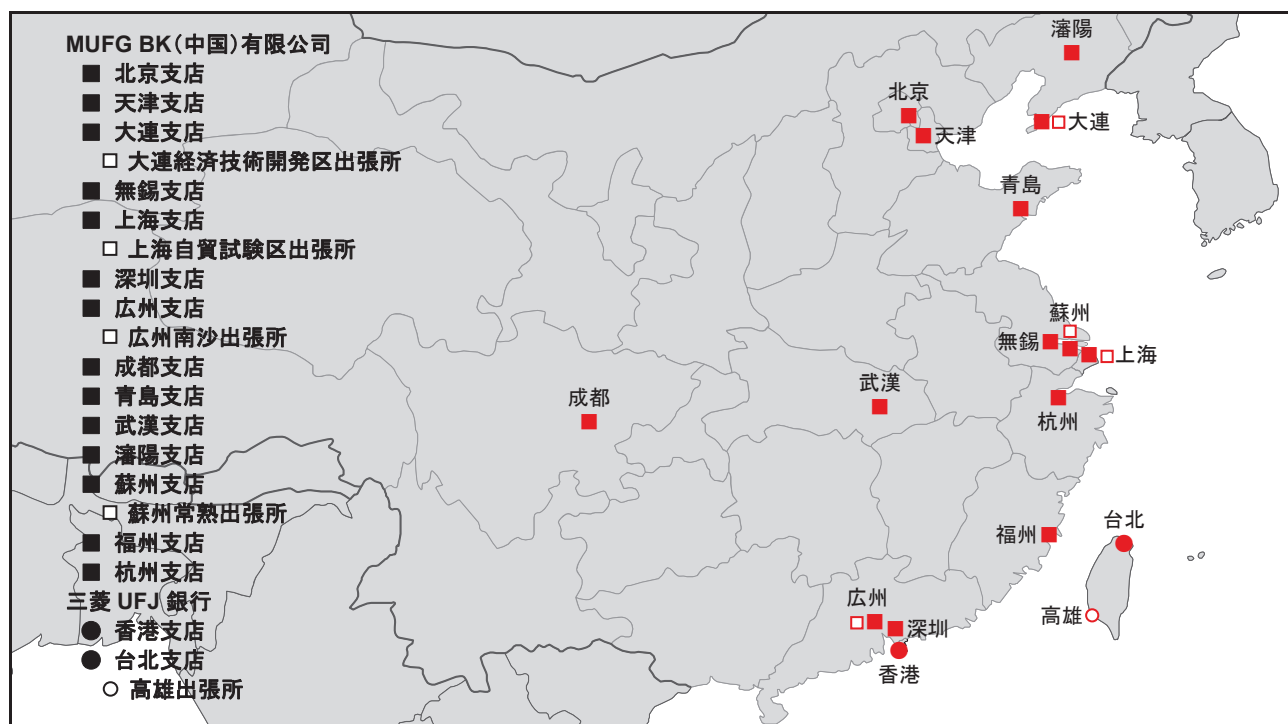 MUFG BK（中国）有限公司
■ 北京支店
■ 天津支店
■ 大連支店
□ 大連経済技術開発区出張所
■ 無錫支店
■ 上海支店
□ 上海自貿試験区出張所
■ 深圳支店
■ 広州支店
□ 広州南沙出張所
■ 成都支店
■ 青島支店
■ 武漢支店
■ 瀋陽支店
■ 蘇州支店
□ 蘇州常熟出張所
■ 福州支店
■ 杭州支店
三菱 UFJ 銀行
● 香港支店
● 台北支店
○ 高雄出張所
瀋陽
北京
大連
天津
青島
蘇州
無錫
上海
武漢
成都
杭州
台北
福州
広州
高雄
深圳
香港